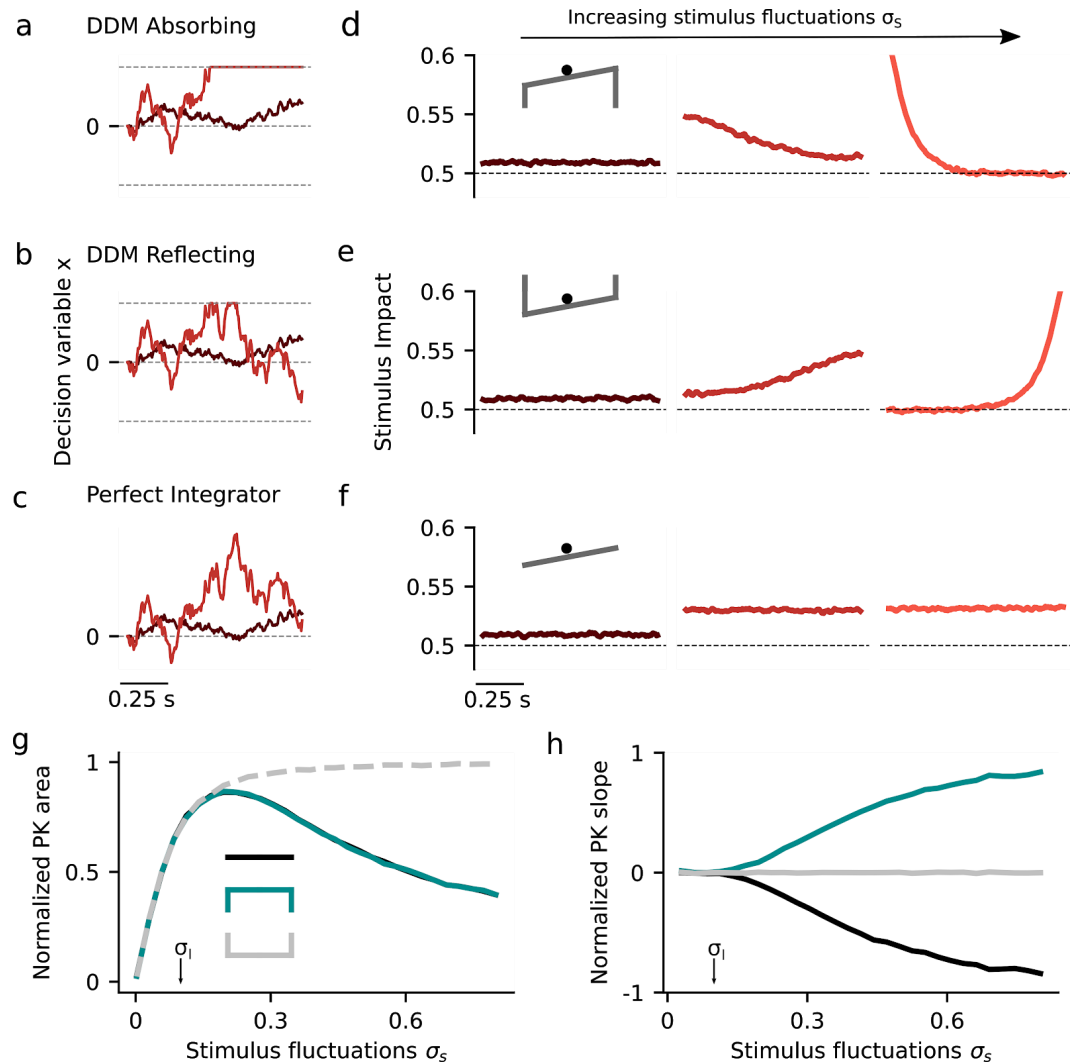 a
DDM Absorbing
0
b
DDM Reflecting
0
c
Perfect Integrator
0
0.25 s
Decision variable x
d
Increasing stimulus fluctuations σS
0.6
0.55
0.5
e
0.6
0.55
0.5
Stimulus Impact
f
0.6
0.55
0.5
0.25 s
g
Normalized PK area
1
0.5
0
σI
0
0.3
0.6
Stimulus fluctuations σs
h
Normalized PK slope
1
0
-1
σI
0
0.3
0.6
Stimulus fluctuations σs